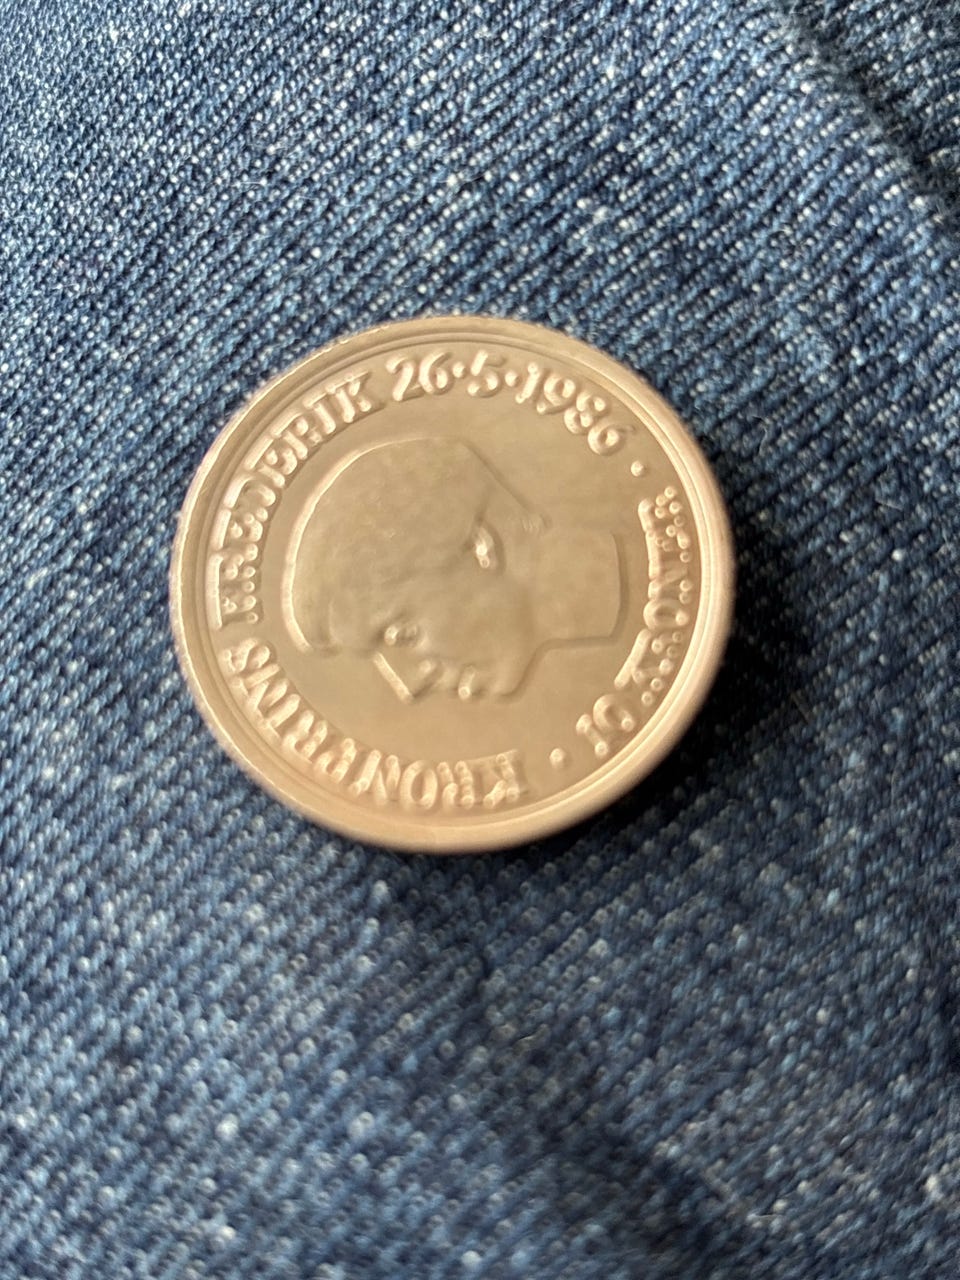 KRONPRINS FREDERIK 26·5·1986 · 10 KRONER ·